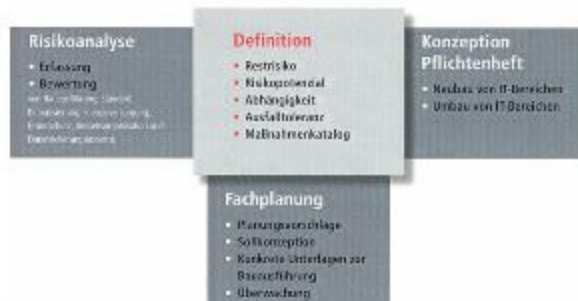 Risikoanalyse
• Erfassung
• Bewertung
Definition
• Restrisiko
• Risikopotenzial
• Abhängigkeit
• Ausfalltoleranz
• Maßnahmenkatalog
Konzeption
Pflichtenheft
• Neubau von IT-Bereichen
• Umbau von IT-Bereichen
Fachplanung
• Planungsvorschläge
• Sollkonzeption
• Konkrete Unterlagen zur
Bauausführung
• Überwachung